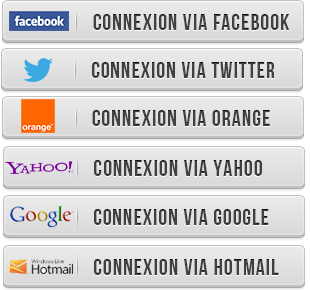 facebook CONNEXION VIA FACEBOOK
CONNEXION VIA TWITTER
orange CONNEXION VIA ORANGE
YAHOO! CONNEXION VIA YAHOO
Google CONNEXION VIA GOOGLE
Windows Live
Hotmail CONNEXION VIA HOTMAIL